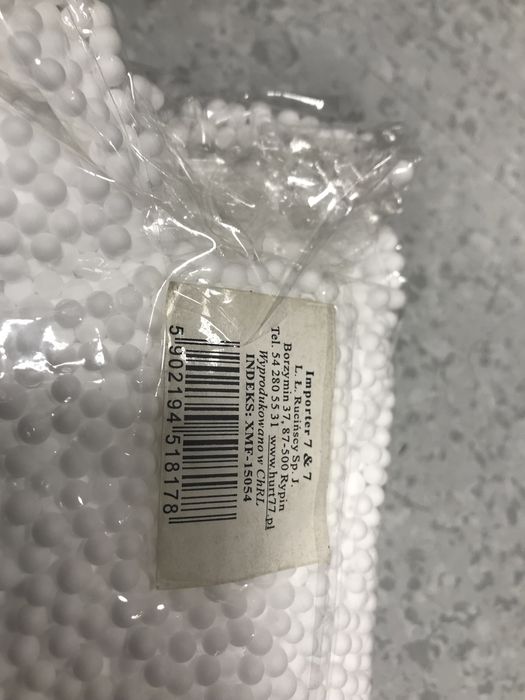 Importer 7 & 7
L. L. Rucińscy Sp. J.
Borzymin 37, 87-500 Rypin
Tel. 54 280 55 31 www.hurt77.pl
Wyprodukowano w ChRL
INDEKS: XMF-15054
5 902194 518178